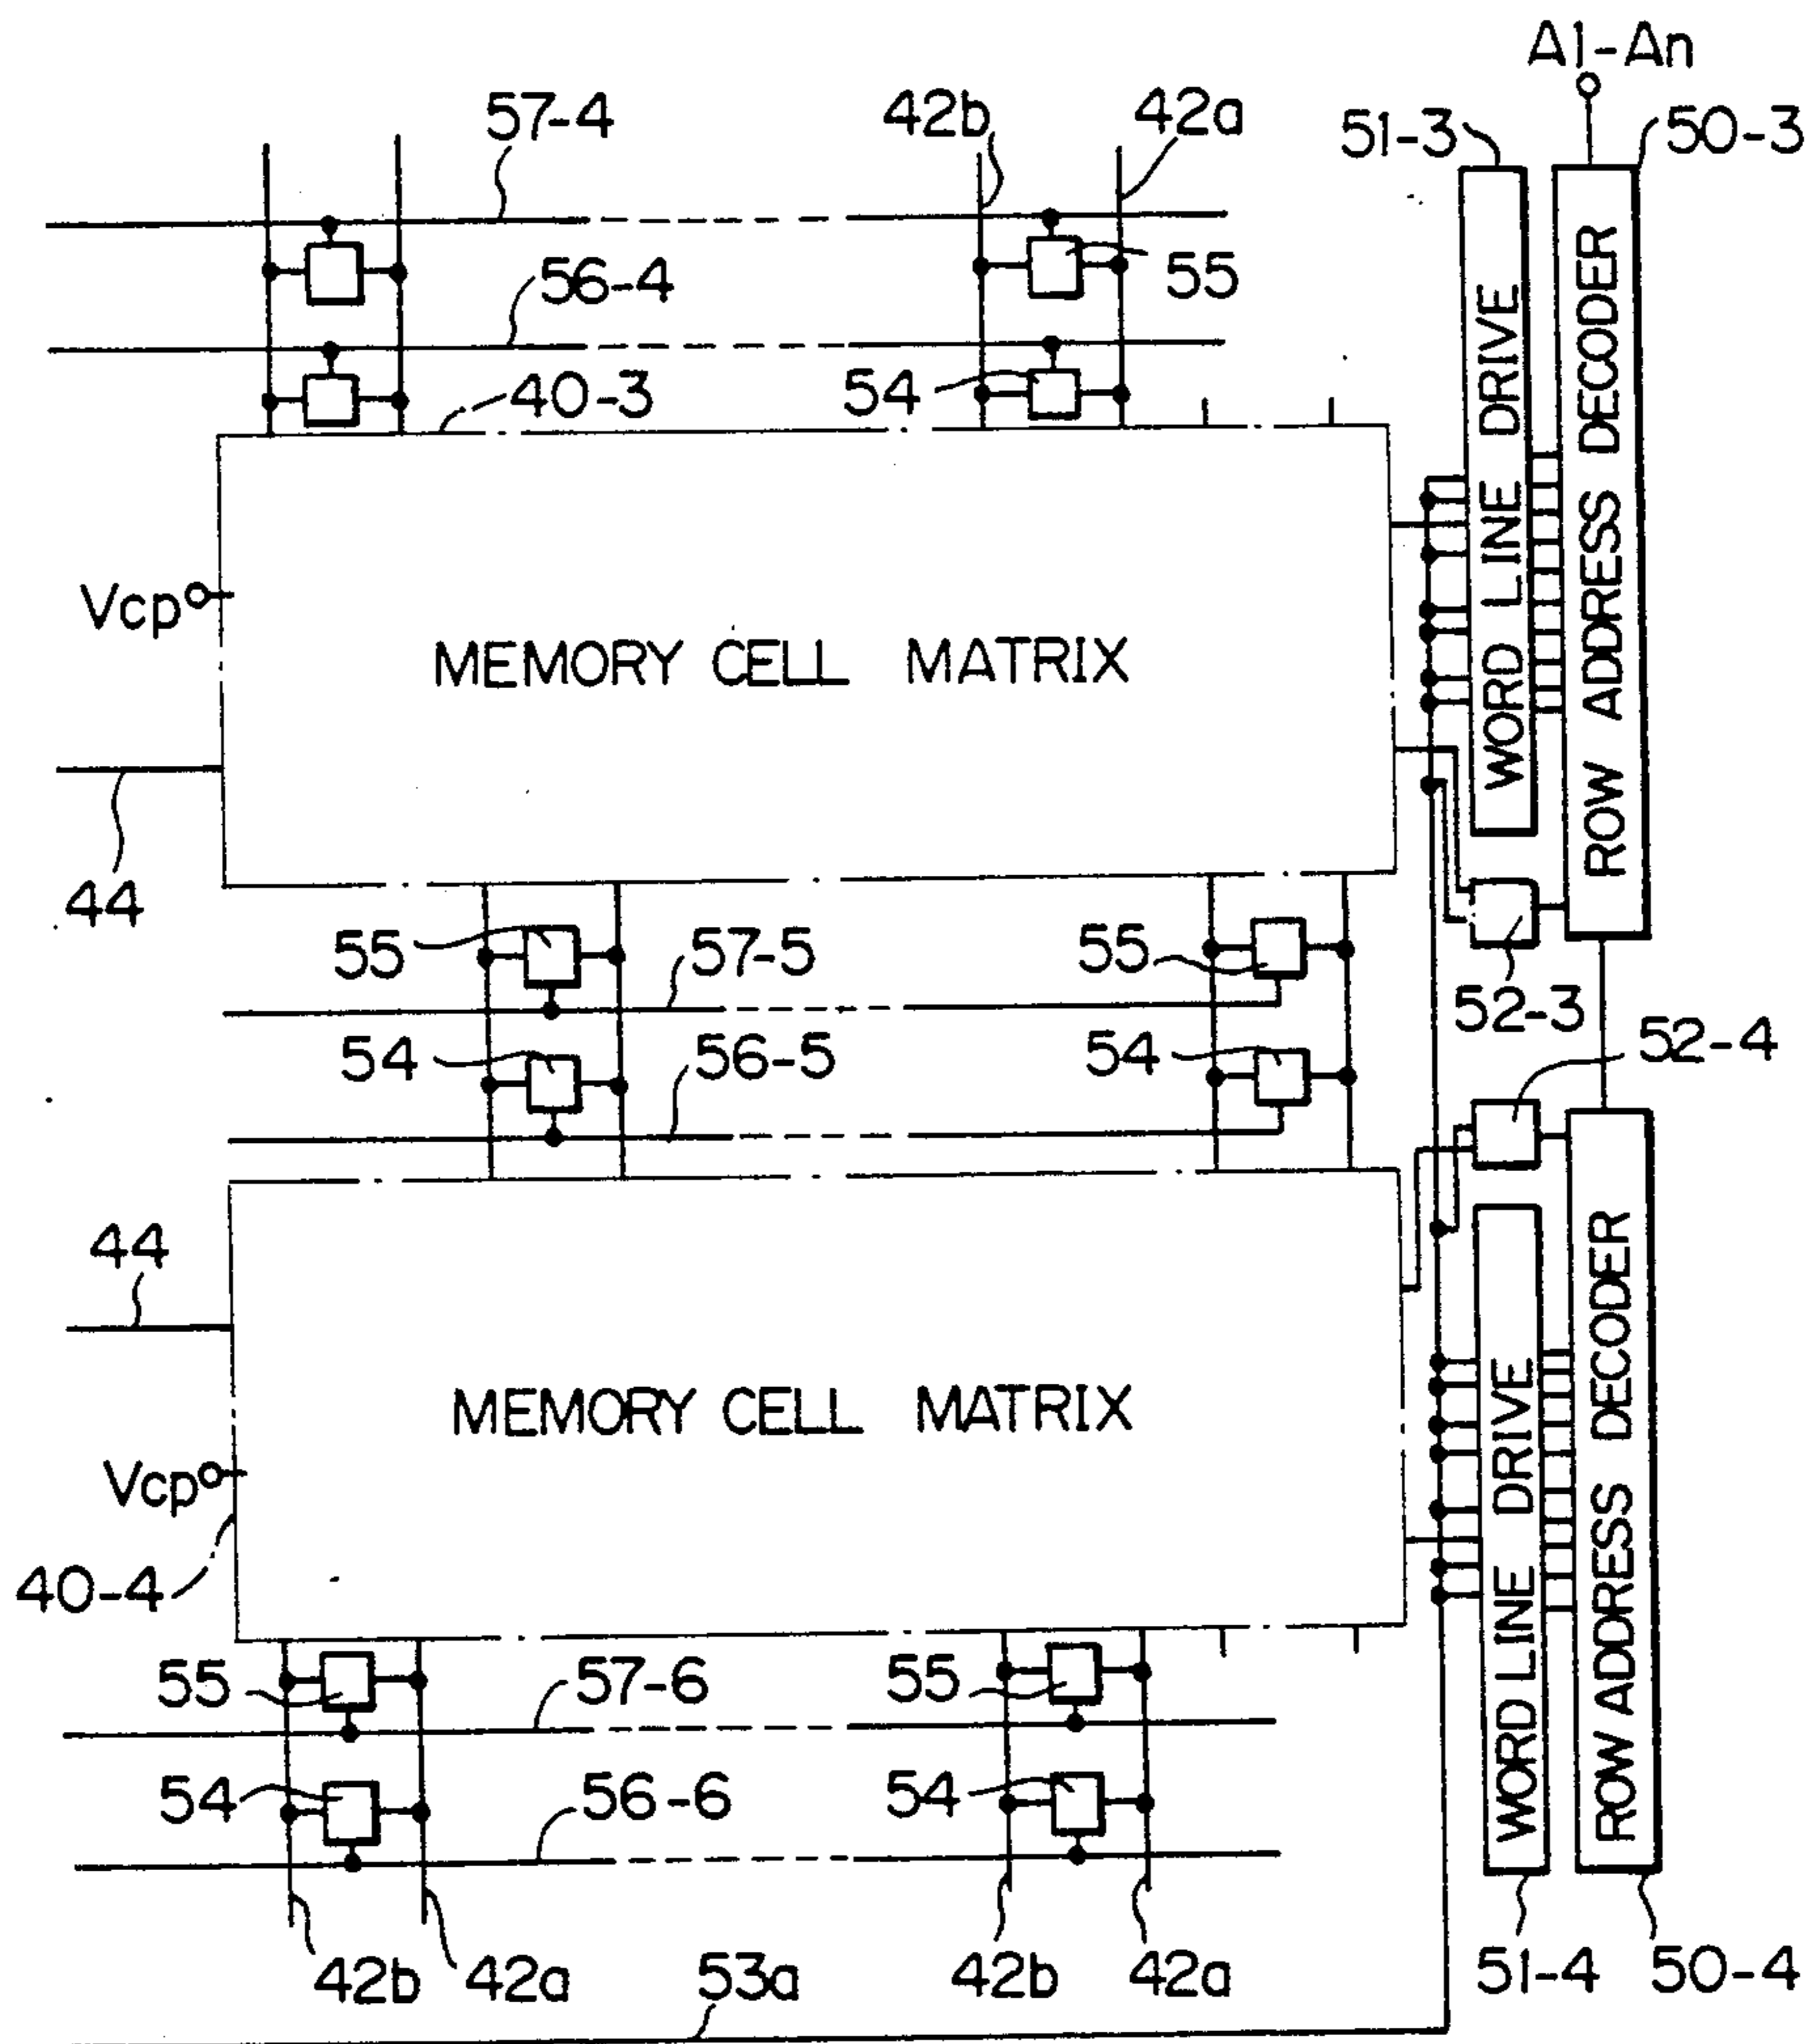 A1-An
57-4
42b
42a
51-3
50-3
56-4
55
54
40-3
WORD LINE DRIVE
ROW ADDRESS DECODER
Vcp
MEMORY CELL MATRIX
44
55
57-5
55
52-3
54
56-5
54
52-4
44
MEMORY CELL MATRIX
Vcp
40-4
WORD LINE DRIVE
ROW ADDRESS DECODER
55
57-6
55
54
56-6
54
42b
42a
53a
42b
42a
51-4
50-4